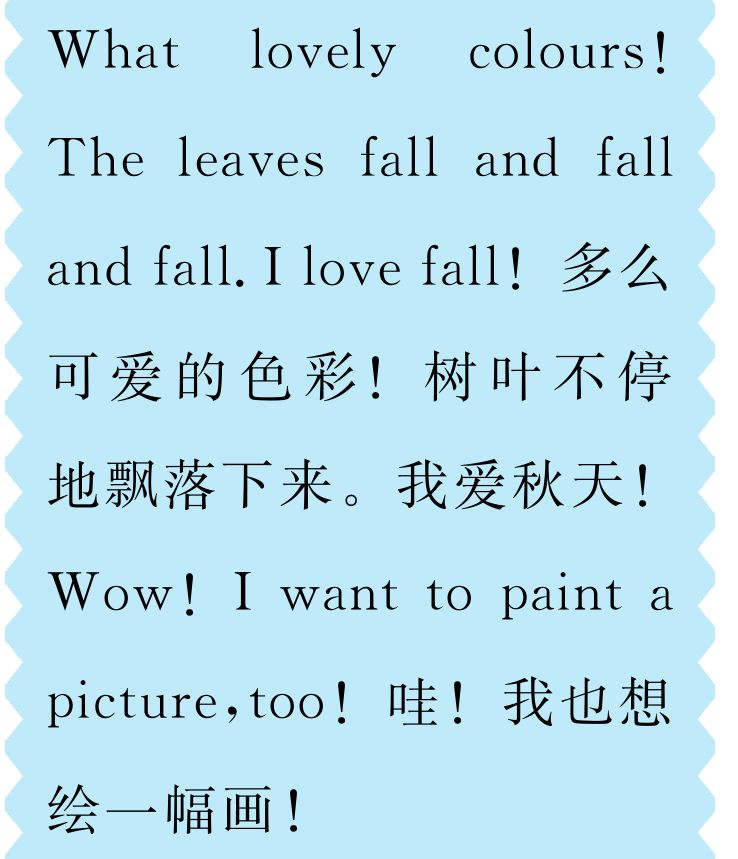 What lovely colours!
The leaves fall and fall
and fall. I love fall! 多么
可爱的色彩! 树叶不停
地飘落下来。我爱秋天!
Wow! I want to paint a
picture,too! 哇! 我也想
绘一幅画!